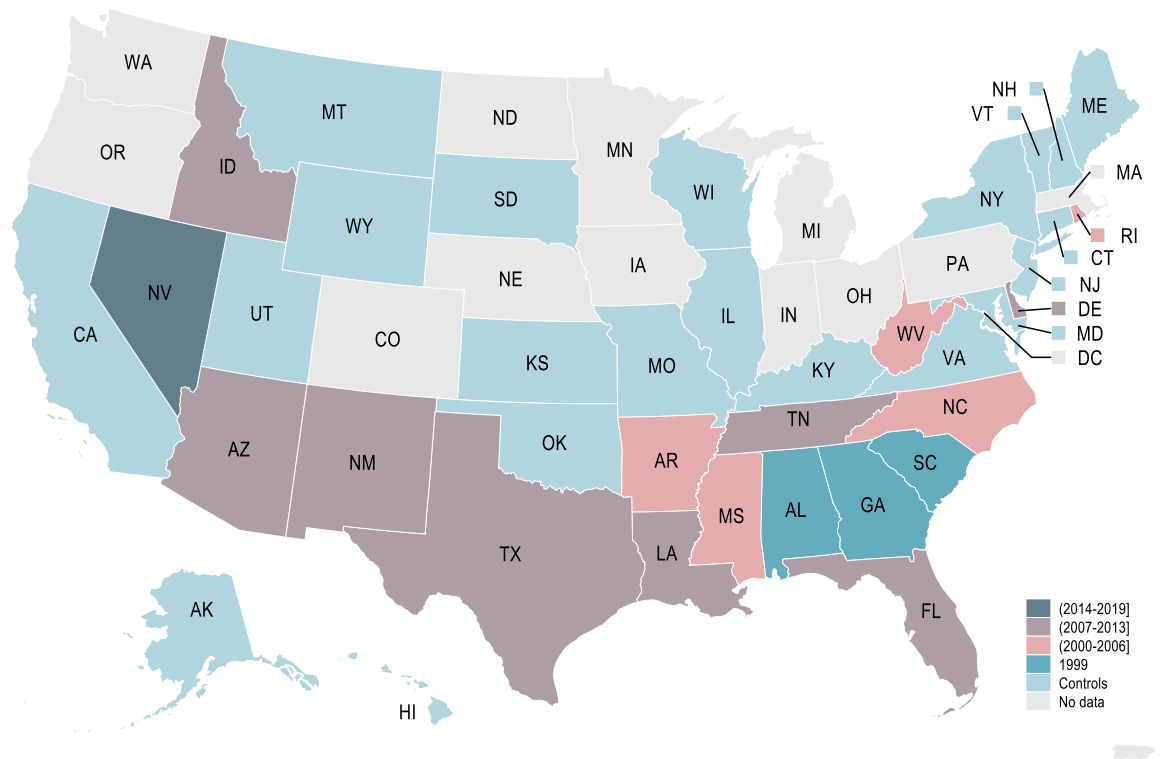 WA
MT
ND
OR
ID
MN
SD
WI
WY
MI
NH
VT
ME
NY
MA
RI
CT
NJ
DE
MD
DC
NV
CA
UT
NE
IA
CO
KS
MO
IL
IN
OH
PA
WV
VA
KY
NC
TN
AZ
NM
OK
AR
SC
MS
AL
GA
TX
LA
FL
AK
HI
(2014-2019]
(2007-2013]
(2000-2006]
1999
Controls
No data